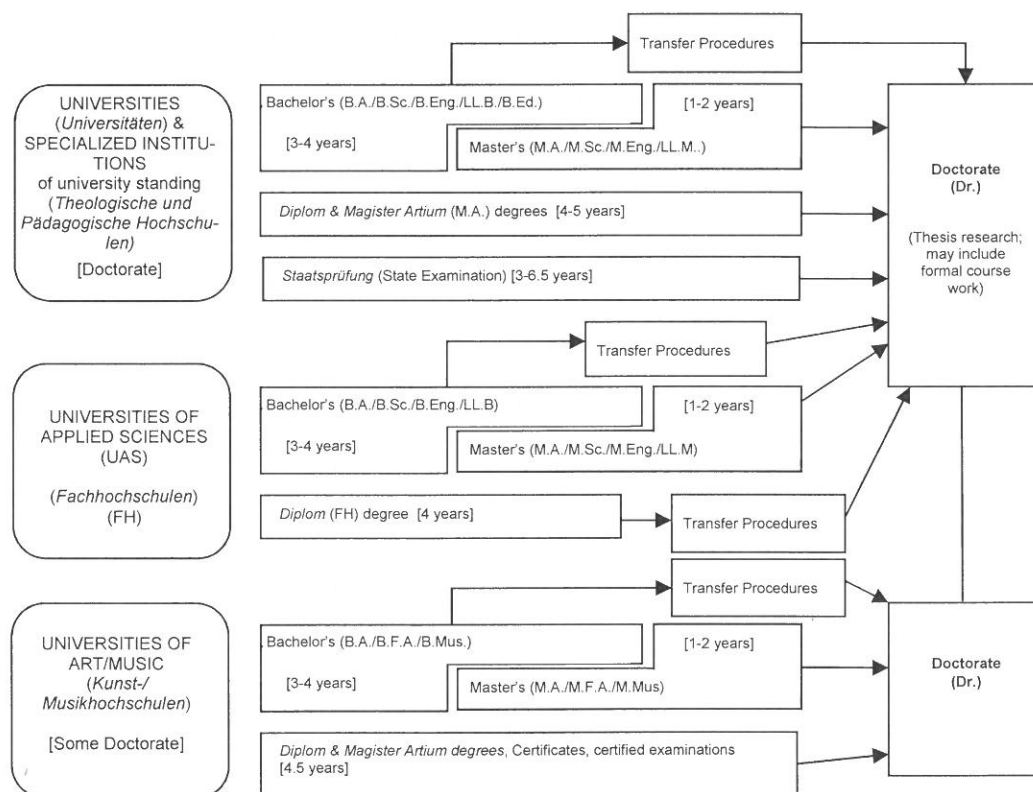 Transfer Procedures
UNIVERSITIES
(Universitäten) &
SPECIALIZED INSTITU-
TIONS
of university standing
(Theologische und
Pädagogische Hochschu-
len)
[Doctorate]
Bachelor's (B.A./B.Sc./B.Eng./LL.B./B.Ed.)
[3-4 years]
[1-2 years]
Master's (M.A./M.Sc./M.Eng./LL.M..)
Diplom & Magister Artium (M.A.) degrees [4-5 years]
Staatsprüfung (State Examination) [3-6.5 years]
Doctorate
(Dr.)
(Thesis research;
may include
formal course
work)
Transfer Procedures
UNIVERSITIES OF
APPLIED SCIENCES
(UAS)
(Fachhochschulen)
(FH)
Bachelor's (B.A./B.Sc./B.Eng./LL.B)
[3-4 years]
[1-2 years]
Master's (M.A./M.Sc./M.Eng./LL.M)
Diplom (FH) degree [4 years]
Transfer Procedures
Transfer Procedures
UNIVERSITIES OF
ART/MUSIC
(Kunst-/
Musikhochschulen)
[Some Doctorate]
Bachelor's (B.A./B.F.A./B.Mus.)
[3-4 years]
[1-2 years]
Master's (M.A./M.F.A./M.Mus)
Diplom & Magister Artium degrees, Certificates, certified examinations
[4.5 years]
Doctorate
(Dr.)